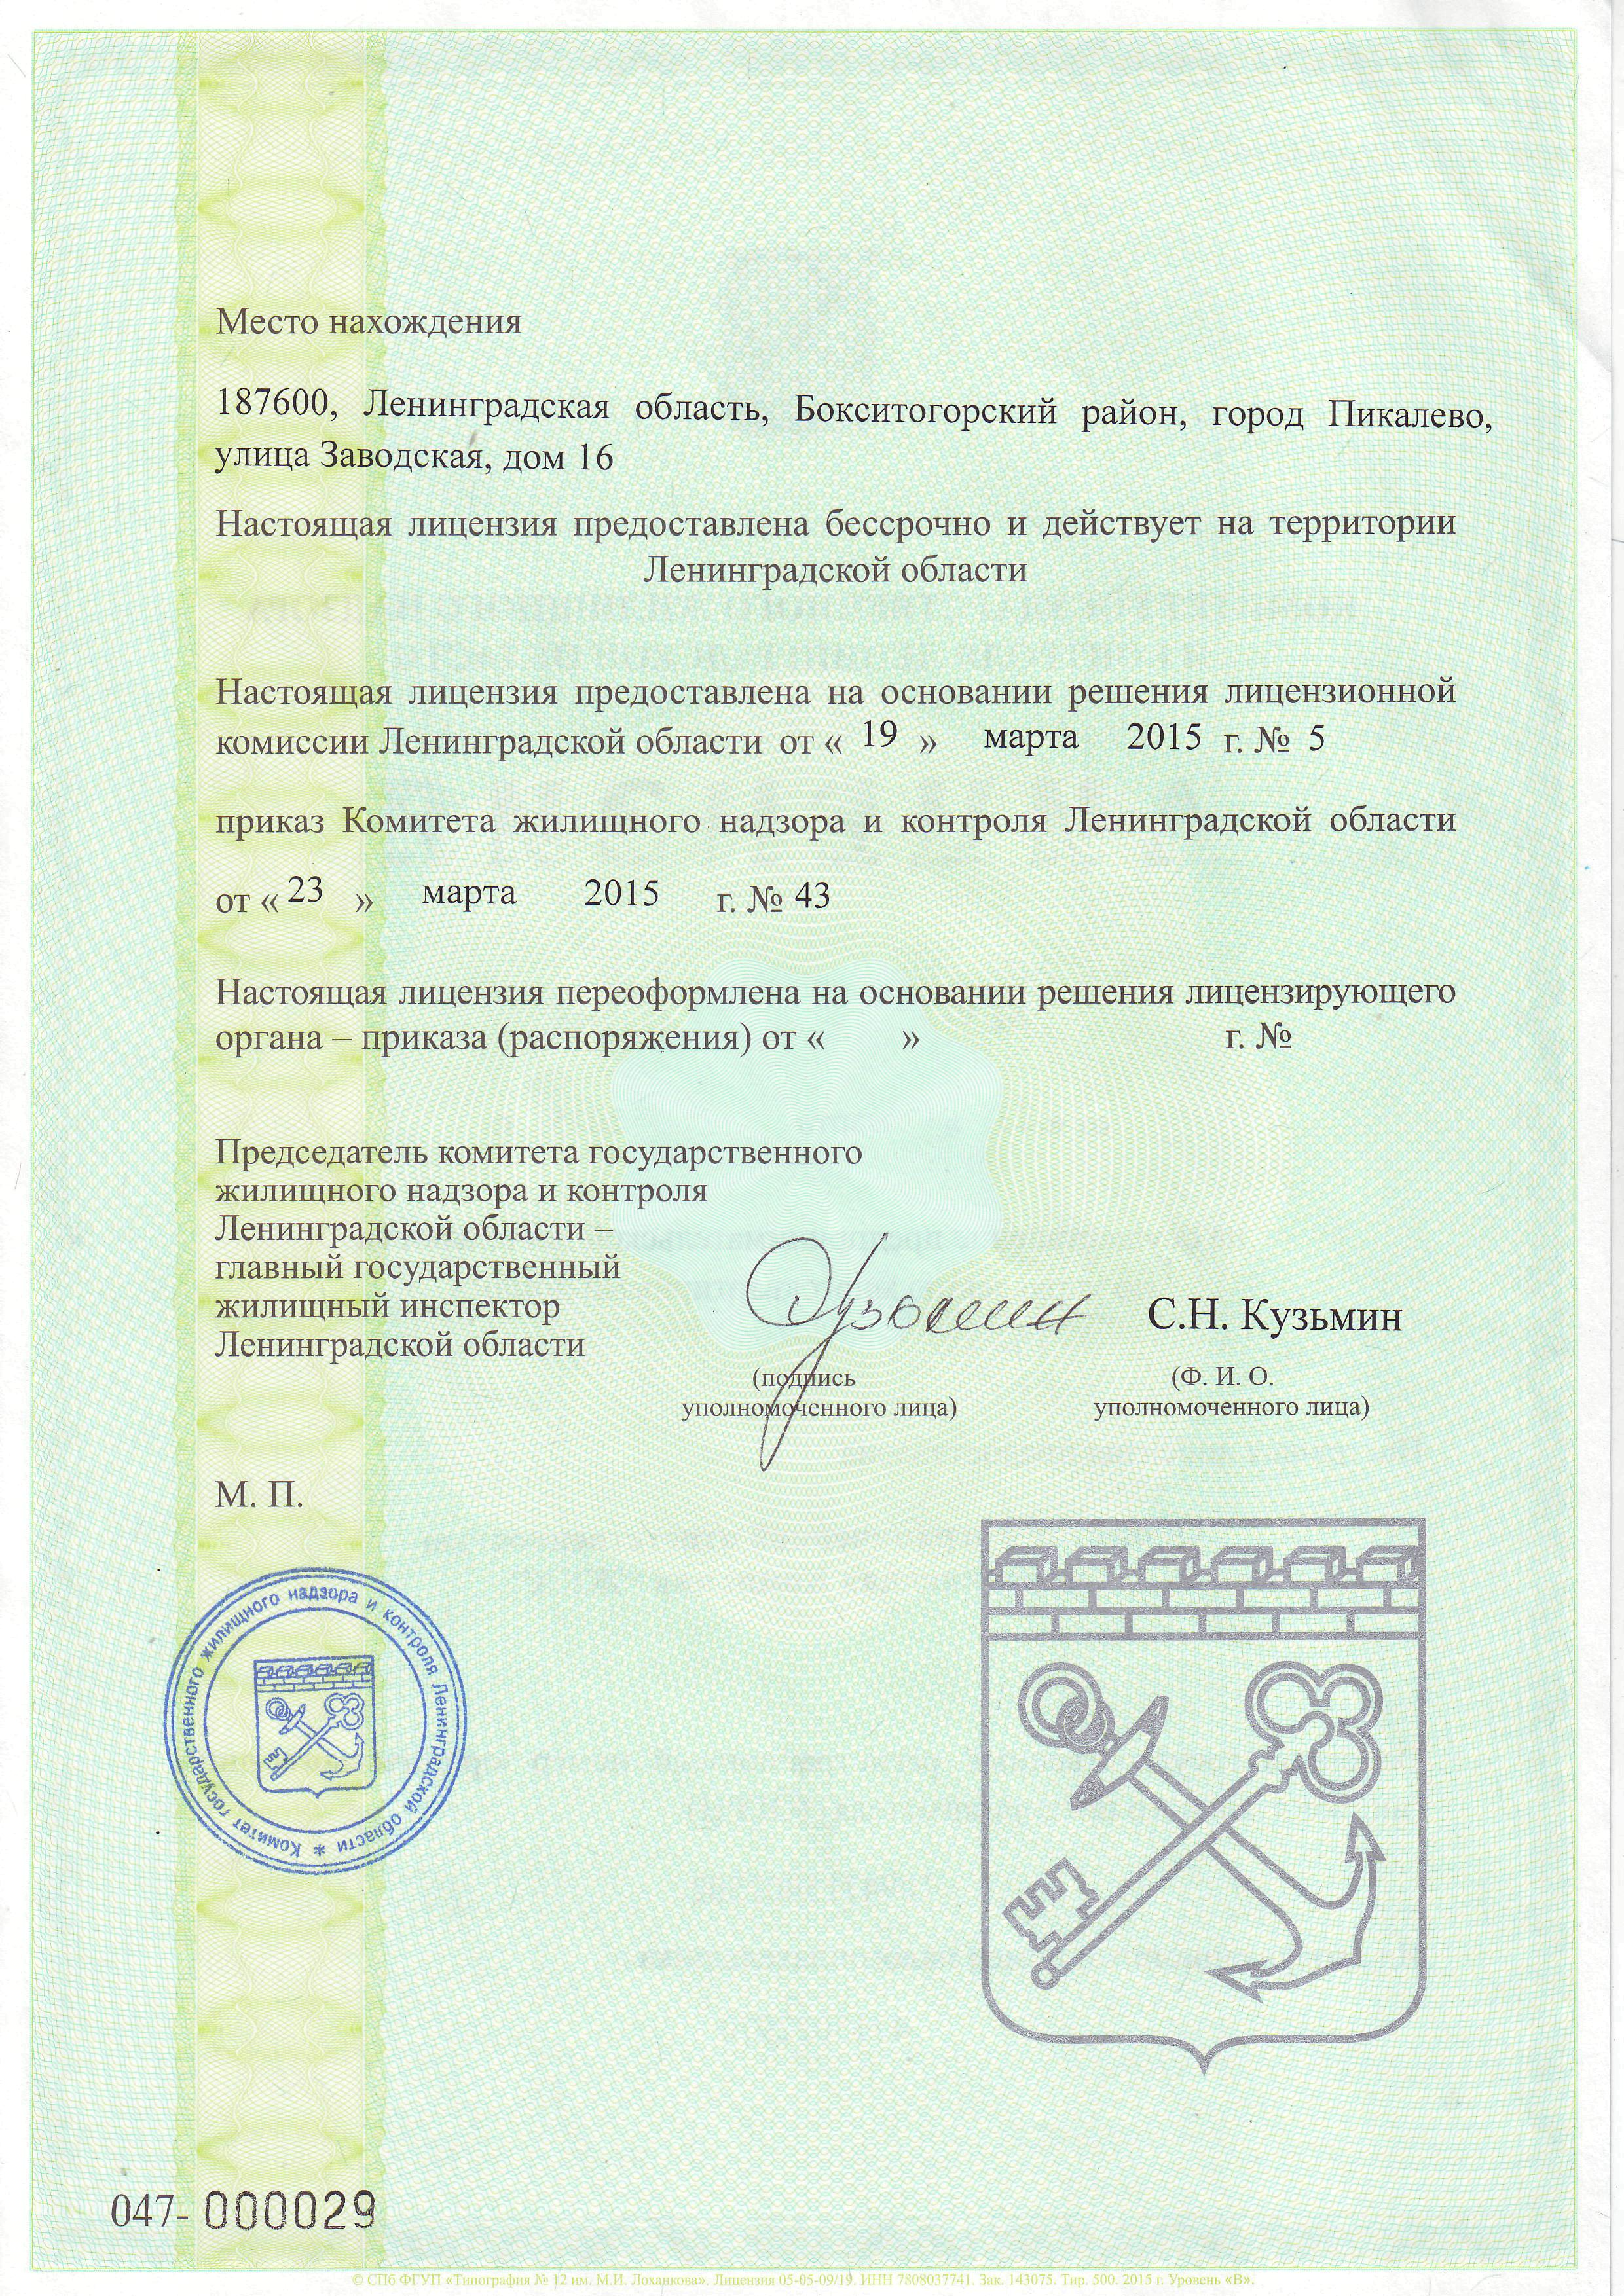 Место нахождения
187600, Ленинградская область, Бокситогорский район, город Пикалево,
улица Заводская, дом 16
Настоящая лицензия предоставлена бессрочно и действует на территории
Ленинградской области
Настоящая лицензия предоставлена на основании решения лицензионной
комиссии Ленинградской области от « 19 » марта 2015 г. № 5
приказ Комитета жилищного надзора и контроля Ленинградской области
от « 23 » марта 2015 г. № 43
Настоящая лицензия переоформлена на основании решения лицензирующего
органа – приказа (распоряжения) от « » г. №
Председатель комитета государственного
жилищного надзора и контроля
Ленинградской области –
главный государственный
жилищный инспектор
Ленинградской области
Кузьмин
С.Н. Кузьмин
(подпись
уполномоченного лица)
(Ф. И. О.
уполномоченного лица)
М. П.
Комитет государственного жилищного надзора и контроля Ленинградской области *
047- 000029
© СПб ФГУП «Типография № 12 им. М.И. Лоханкова». Лицензия 05-05-09/19. ИНН 7808037741. Зак. 143075. Тир. 500. 2015 г. Уровень «В».